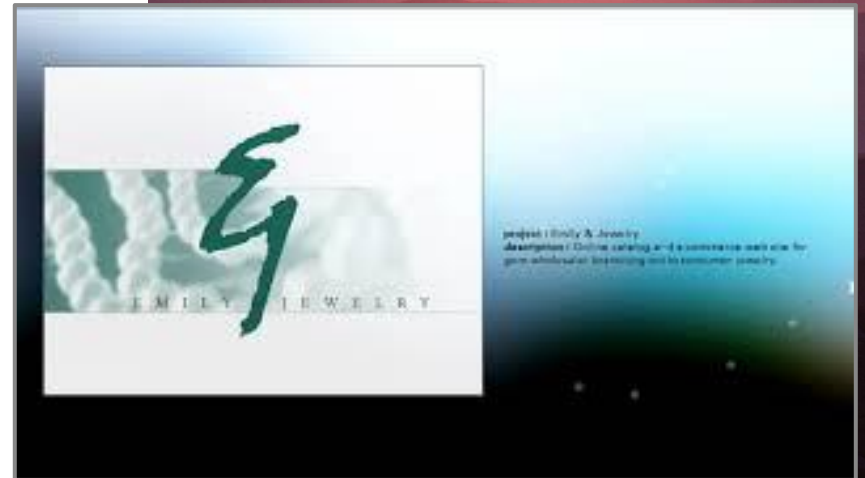 EJ
EMILY JEWELRY
project : Emily & Jewelry
description : Online catalog and e-commerce web site for
gem wholesaler branching out to consumer jewelry.